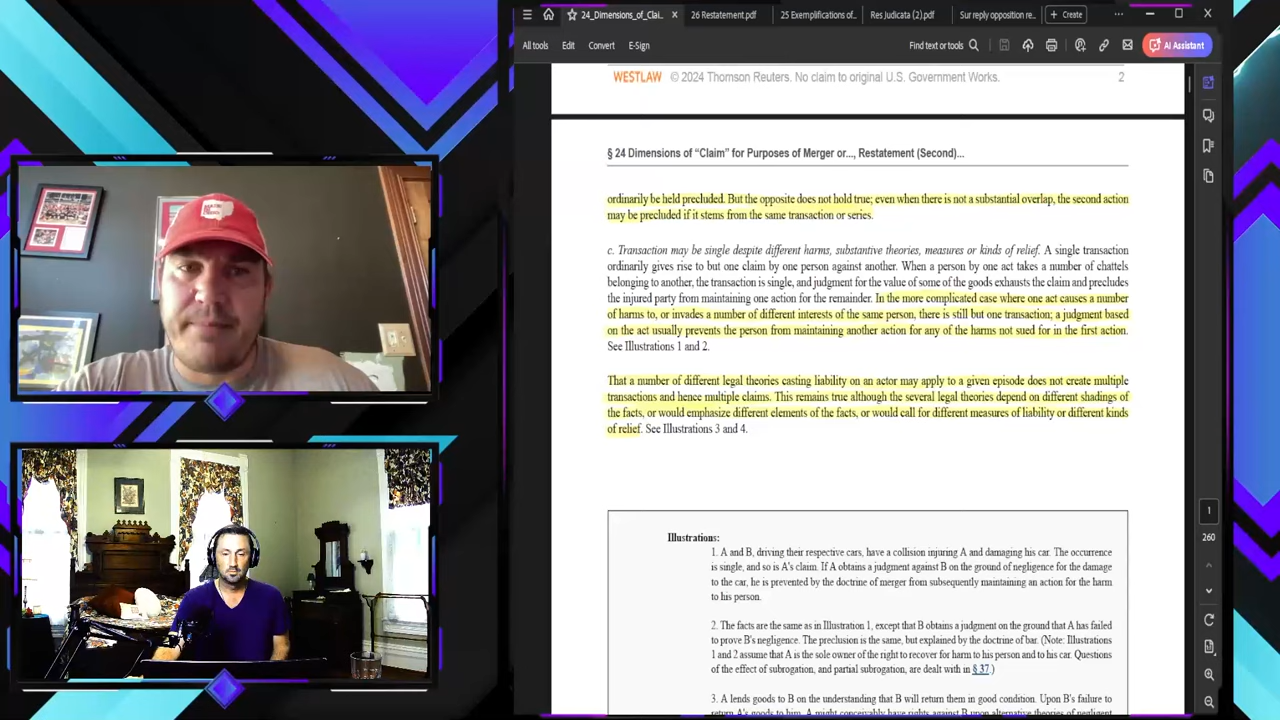 24_Dimensions_of_Clai...
26 Restatement.pdf
25 Exemplifications of...
Res Judicata (2).pdf
Sur reply opposition re...
Create
All tools
Edit
Convert
E-Sign
Find text or tools
AI Assistant
WESTLAW © 2024 Thomson Reuters. No claim to original U.S. Government Works. 2
§ 24 Dimensions of “Claim” for Purposes of Merger or..., Restatement (Second)...
ordinarily be held precluded. But the opposite does not hold true; even when there is not a substantial overlap, the second action
may be precluded if it stems from the same transaction or series.
c. Transaction may be single despite different harms, substantive theories, measures or kinds of relief. A single transaction
ordinarily gives rise to but one claim by one person against another. When a person by one act takes a number of chattels
belonging to another, the transaction is single, and judgment for the value of some of the goods exhausts the claim and precludes
the injured party from maintaining one action for the remainder. In the more complicated case where one act causes a number
of harms to, or invades a number of different interests of the same person, there is still but one transaction; a judgment based
on the act usually prevents the person from maintaining another action for any of the harms not sued for in the first action.
See Illustrations 1 and 2.
That a number of different legal theories casting liability on an actor may apply to a given episode does not create multiple
transactions and hence multiple claims. This remains true although the several legal theories depend on different shadings of
the facts, or would emphasize different elements of the facts, or would call for different measures of liability or different kinds
of relief. See Illustrations 3 and 4.
Illustrations:
1. A and B, driving their respective cars, have a collision injuring A and damaging his car. The occurrence
is single, and so is A's claim. If A obtains a judgment against B on the ground of negligence for the damage
to the car, he is prevented by the doctrine of merger from subsequently maintaining an action for the harm
to his person.
2. The facts are the same as in Illustration 1, except that B obtains a judgment on the ground that A has failed
to prove B's negligence. The preclusion is the same, but explained by the doctrine of bar. (Note: Illustrations
1 and 2 assume that A is the sole owner of the right to recover for harm to his person and to his car. Questions
of the effect of subrogation, and partial subrogation, are dealt with in § 37.)
3. A lends goods to B on the understanding that B will return them in good condition. Upon B's failure to
return A's goods to him, A might conceivably have rights against B upon alternative theories of negligent
1
260